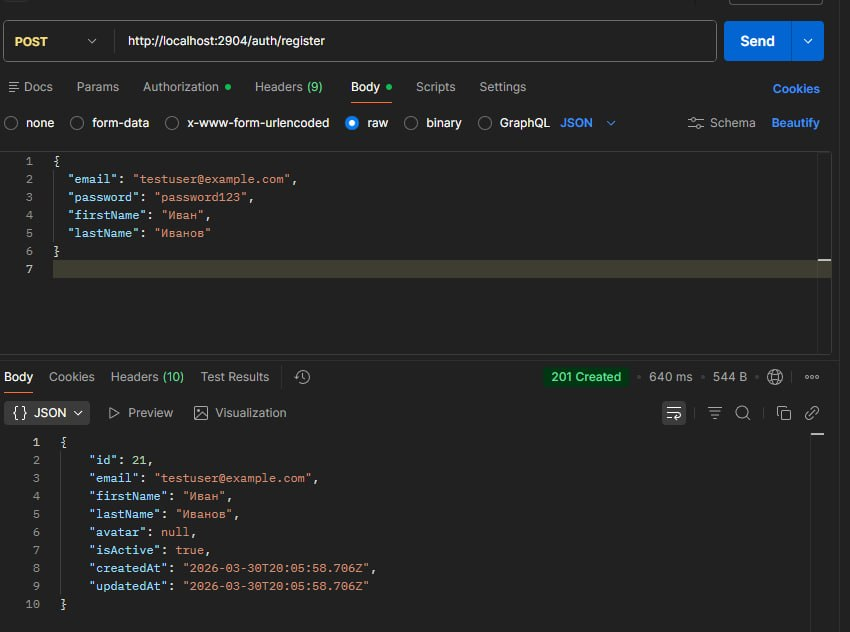 POST http://localhost:2904/auth/register Send
Docs Params Authorization Headers (9) Body Scripts Settings Cookies
none form-data x-www-form-urlencoded raw binary GraphQL JSON Schema Beautify
1 {
2 "email": "testuser@example.com",
3 "password": "password123",
4 "firstName": "Иван",
5 "lastName": "Иванов"
6 }
7
Body Cookies Headers (10) Test Results 201 Created 640 ms 544 B
{} JSON Preview Visualization
1 {
2 "id": 21,
3 "email": "testuser@example.com",
4 "firstName": "Иван",
5 "lastName": "Иванов",
6 "avatar": null,
7 "isActive": true,
8 "createdAt": "2026-03-30T20:05:58.706Z",
9 "updatedAt": "2026-03-30T20:05:58.706Z"
10 }